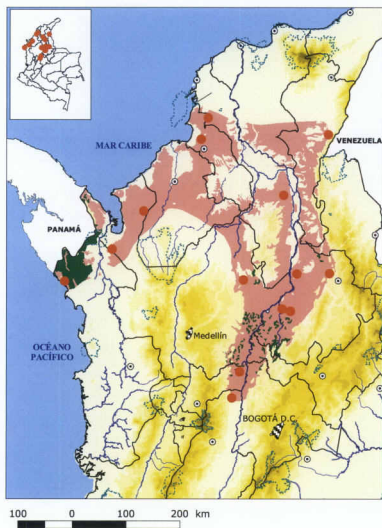 MAR CARIBE
VENEZUELA
PANAMÁ
OCÉANO
PACÍFICO
Medellín
BOGOTÁ D.C.
100 0 100 200 km